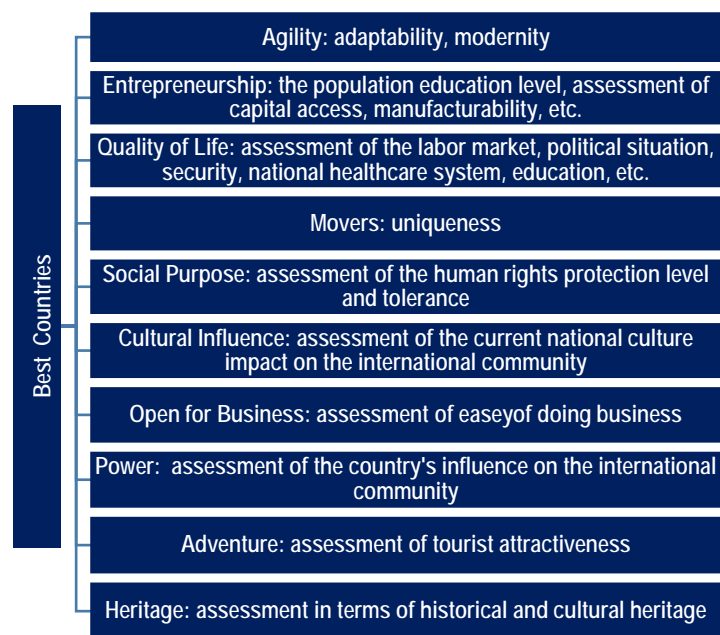 Best Countries
Agility: adaptability, modernity
Entrepreneurship: the population education level, assessment of
capital access, manufacturability, etc.
Quality of Life: assessment of the labor market, political situation,
security, national healthcare system, education, etc.
Movers: uniqueness
Social Purpose: assessment of the human rights protection level
and tolerance
Cultural Influence: assessment of the current national culture
impact on the international community
Open for Business: assessment of easeyof doing business
Power: assessment of the country's influence on the international
community
Adventure: assessment of tourist attractiveness
Heritage: assessment in terms of historical and cultural heritage